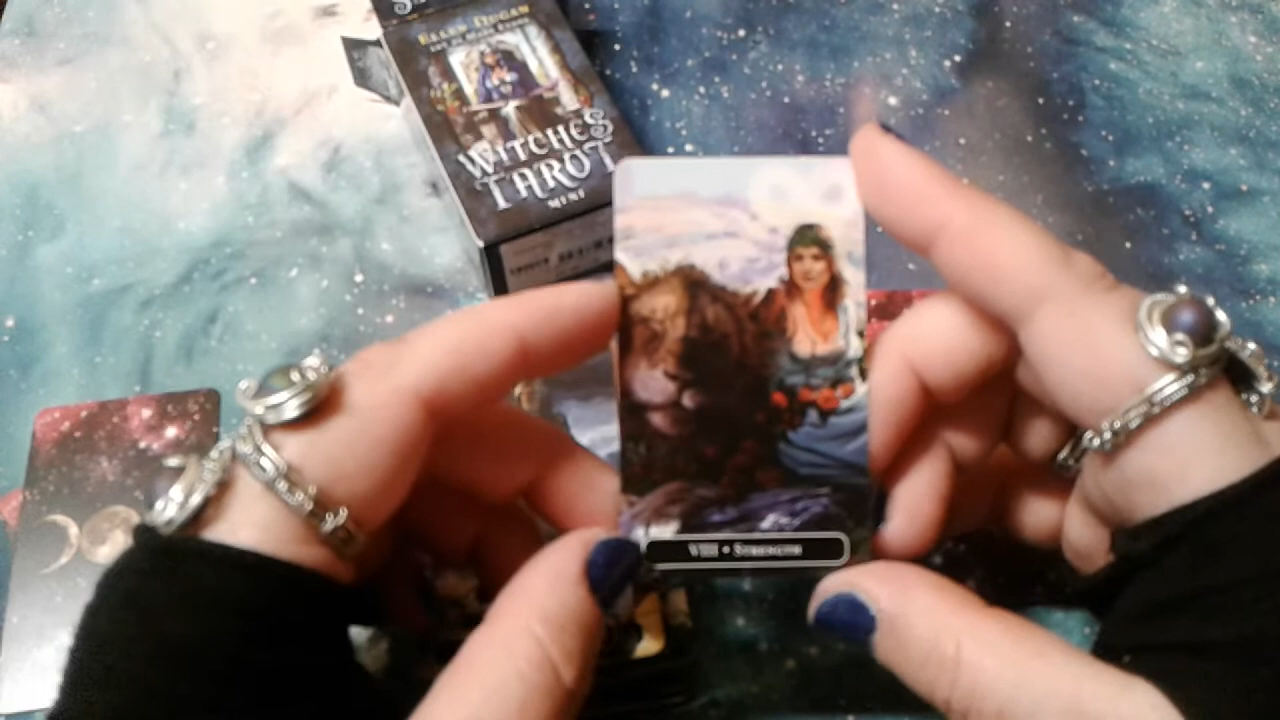 ELLEN DUGAN
WITCHES
TAROT
MINI
VIII • STRENGTH